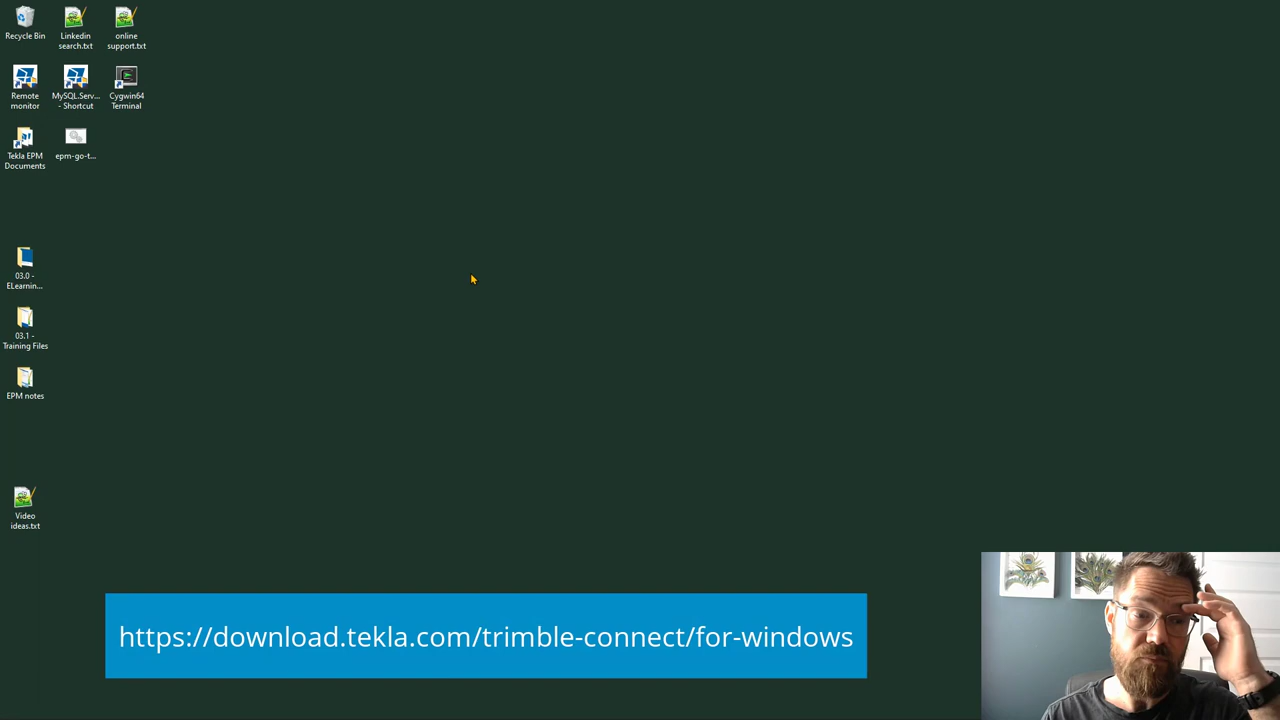 Recycle Bin
Linkedin
search.txt
online
support.txt
Remote
monitor
MySQL.Serv...
- Shortcut
Cygwin64
Terminal
Tekla EPM
Documents
epm-go-t...
03.0 -
ELearnin...
03.1 -
Training Files
EPM notes
Video
ideas.txt
https://download.tekla.com/trimble-connect/for-windows